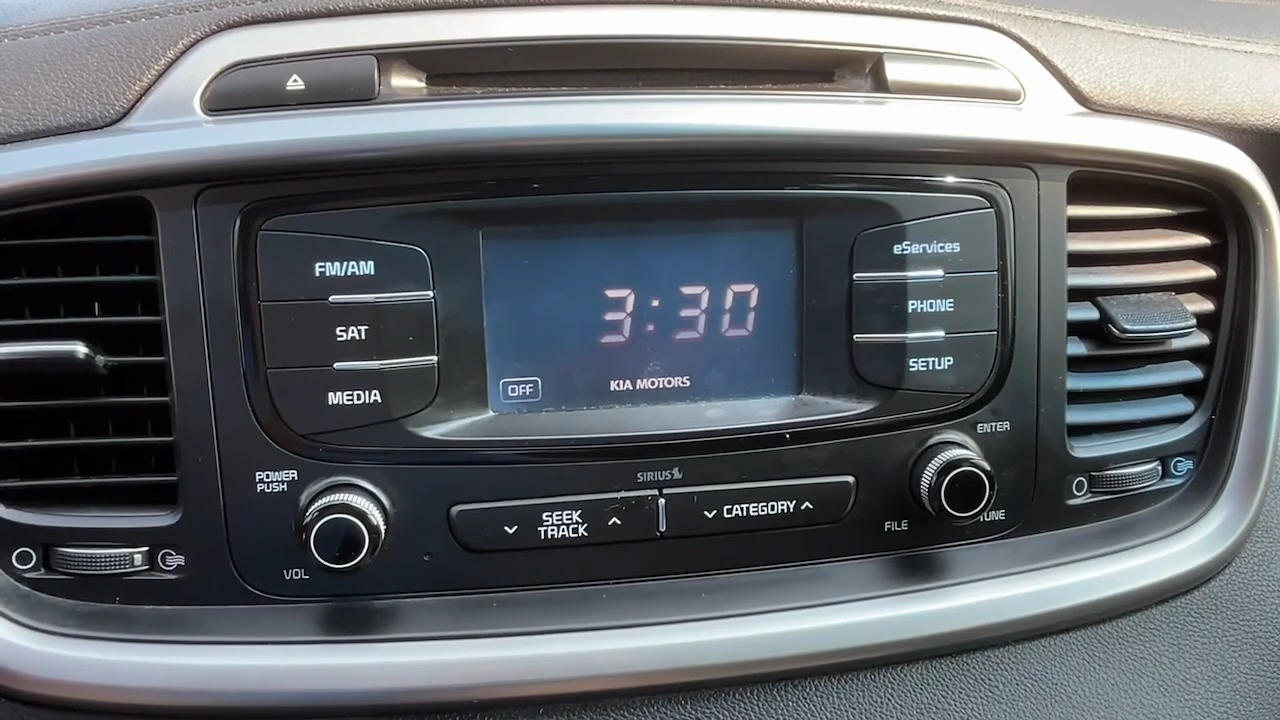 FM/AM
SAT
MEDIA
3:30
OFF
KIA MOTORS
eServices
PHONE
SETUP
POWER
PUSH
VOL
SIRIUS
SEEK
TRACK
CATEGORY
ENTER
FILE
TUNE